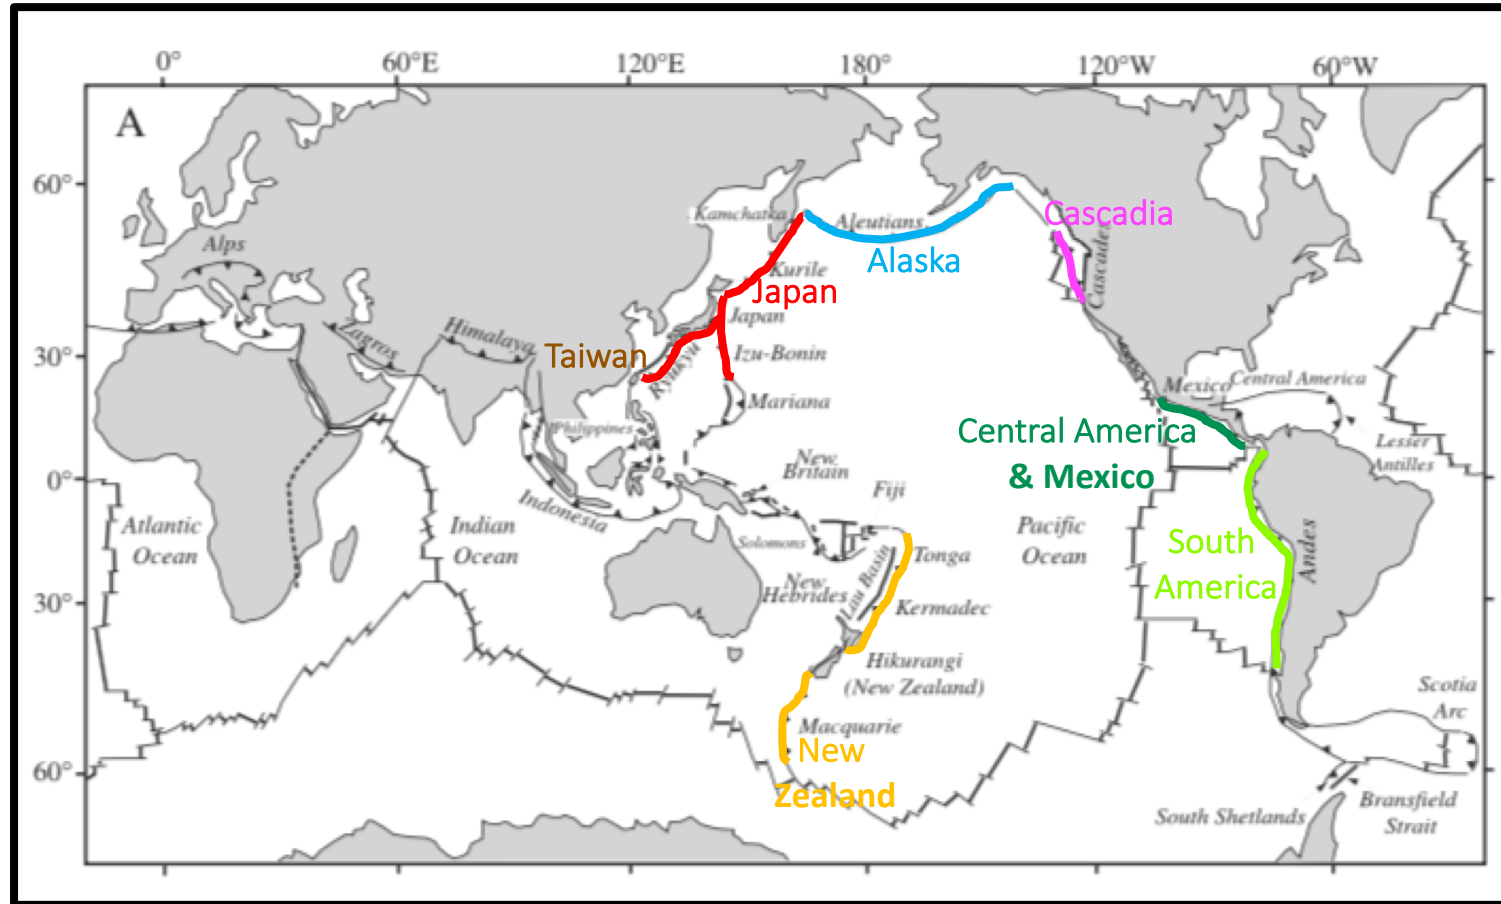 0°
60°E
120°E
180°
120°W
60°W
A
60°
30°
0°
30°
60°
Alps
Zagros
Himalaya
Kamchatka
Aleutians
Alaska
Cascadia
Cascades
Kurile
Japan
Japan
Taiwan
Ryukyu
Izu-Bonin
Mariana
Philippines
Mexico
Central America
Central America
& Mexico
Lesser
Antilles
New
Britain
Fiji
Indonesia
Solomons
Atlantic
Ocean
Indian
Ocean
Pacific
Ocean
South
America
Andes
Tonga
Lau Basin
New
Hebrides
Kermadec
Hikurangi
(New Zealand)
Macquarie
New
Zealand
Scotia
Arc
South Shetlands
Bransfield
Strait